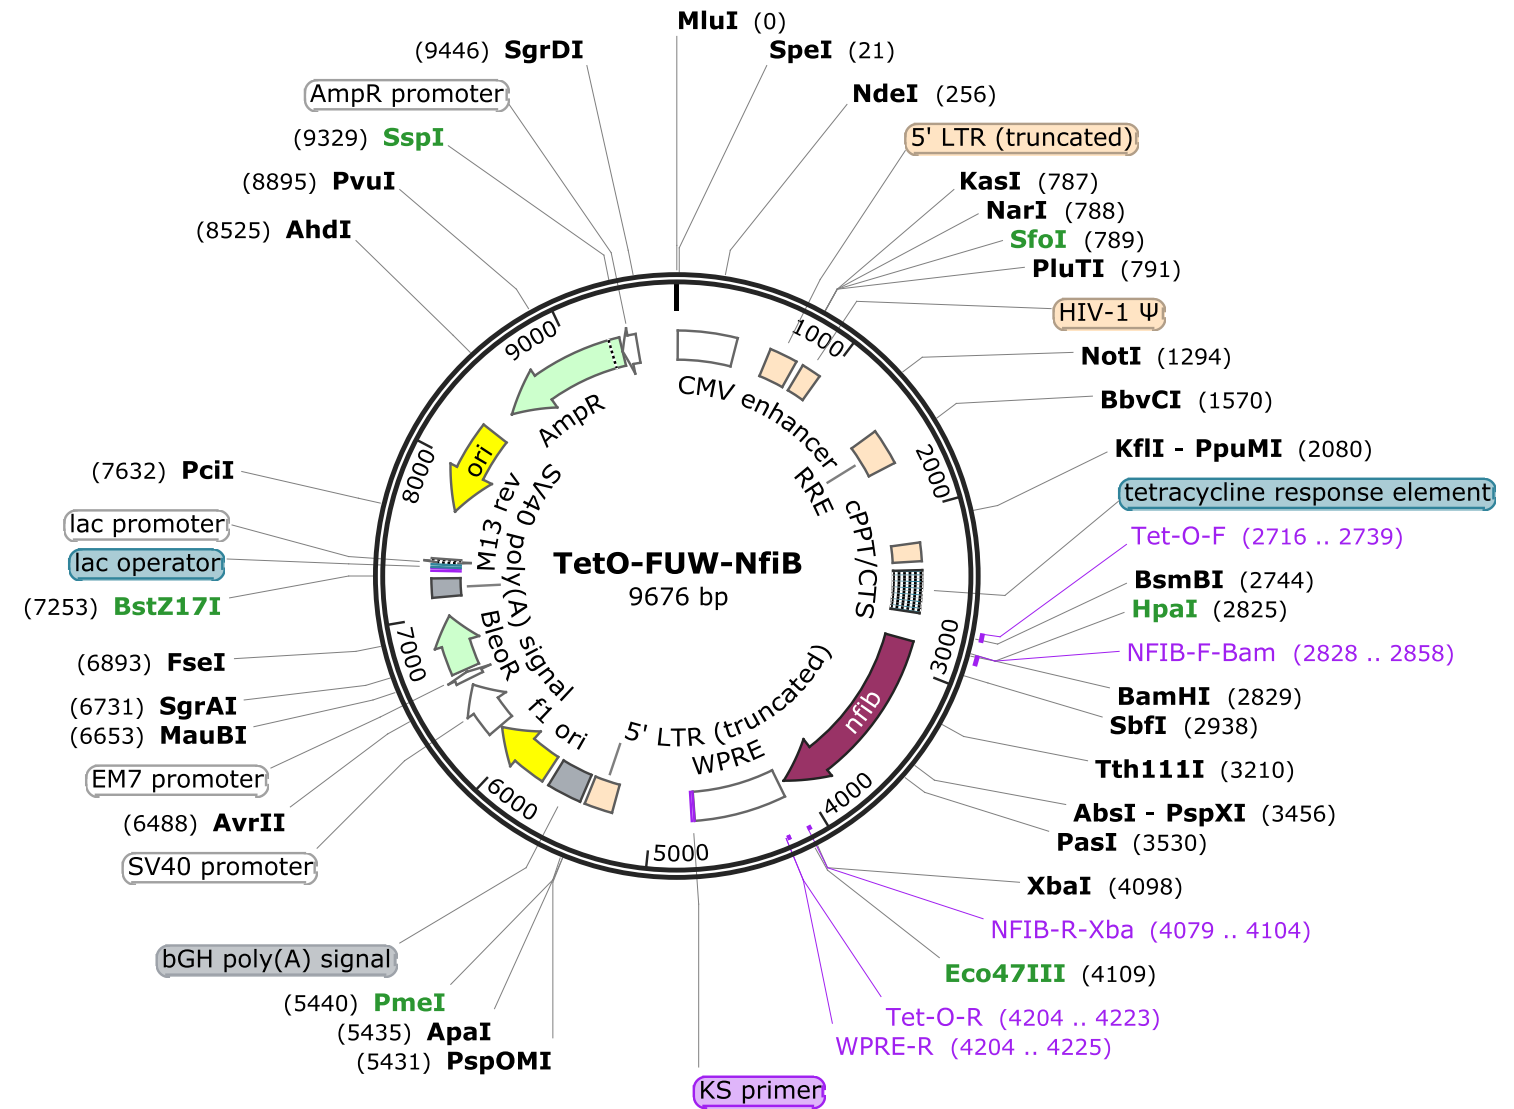 MluI (0)
SpeI (21)
NdeI (256)
5' LTR (truncated)
KasI (787)
NarI (788)
SfoI (789)
PluTI (791)
HIV-1 Ψ
NotI (1294)
BbvCI (1570)
KflI - PpuMI (2080)
tetracycline response element
Tet-O-F (2716 .. 2739)
BsmBI (2744)
HpaI (2825)
NFIB-F-Bam (2828 .. 2858)
BamHI (2829)
SbfI (2938)
Tth111I (3210)
AbsI - PspXI (3456)
PasI (3530)
XbaI (4098)
NFIB-R-Xba (4079 .. 4104)
Eco47III (4109)
Tet-O-R (4204 .. 4223)
WPRE-R (4204 .. 4225)
KS primer
(5431) PspOMI
(5435) ApaI
(5440) PmeI
bGH poly(A) signal
SV40 promoter
(6488) AvrII
EM7 promoter
(6653) MauBI
(6731) SgrAI
(6893) FseI
(7253) BstZ17I
lac operator
lac promoter
(7632) PciI
(8525) AhdI
(8895) PvuI
(9329) SspI
AmpR promoter
(9446) SgrDI
1000
2000
3000
4000
5000
6000
7000
8000
9000
CMV enhancer
RRE
cPPT/CTS
nfib
WPRE
5' LTR (truncated)
f1 ori
BleoR
SV40 poly(A) signal
M13 rev
ori
AmpR
TetO-FUW-NfiB
9676 bp